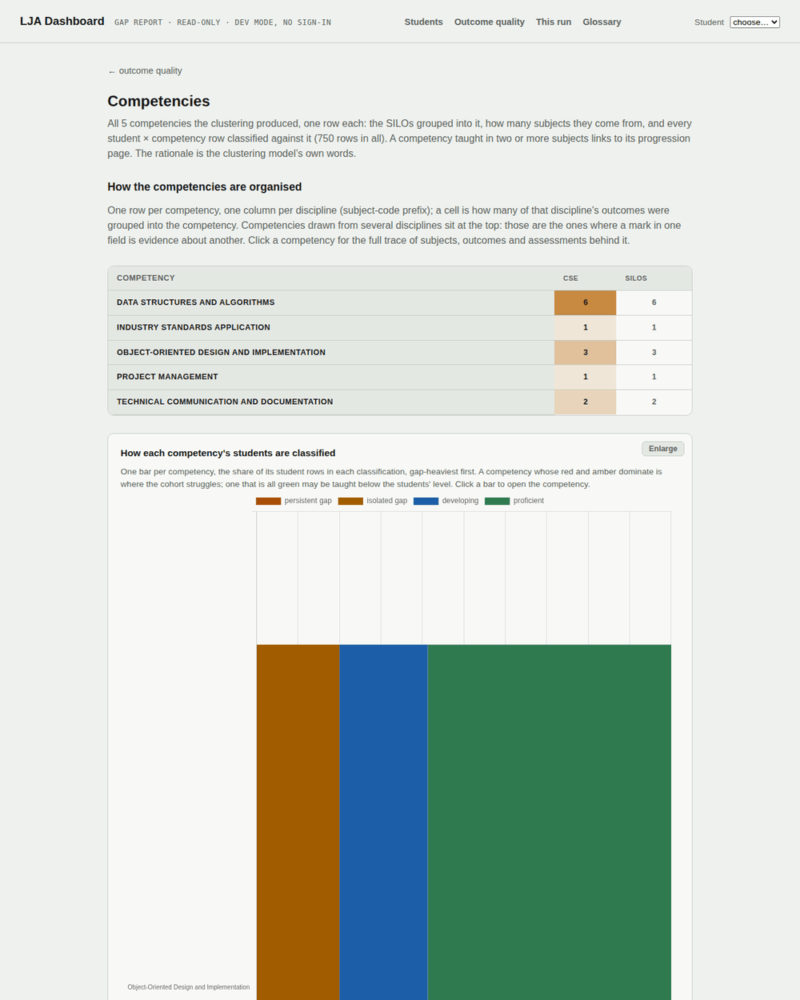 LJA Dashboard GAP REPORT · READ-ONLY · DEV MODE, NO SIGN-IN Students Outcome quality This run Glossary Student choose...
← outcome quality
Competencies
All 5 competencies the clustering produced, one row each: the SILOs grouped into it, how many subjects they come from, and every
student × competency row classified against it (750 rows in all). A competency taught in two or more subjects links to its progression
page. The rationale is the clustering model’s own words.
How the competencies are organised
One row per competency, one column per discipline (subject-code prefix); a cell is how many of that discipline's outcomes were
grouped into the competency. Competencies drawn from several disciplines sit at the top: those are the ones where a mark in one
field is evidence about another. Click a competency for the full trace of subjects, outcomes and assessments behind it.
COMPETENCY CSE SILOS
DATA STRUCTURES AND ALGORITHMS 6 6
INDUSTRY STANDARDS APPLICATION 1 1
OBJECT-ORIENTED DESIGN AND IMPLEMENTATION 3 3
PROJECT MANAGEMENT 1 1
TECHNICAL COMMUNICATION AND DOCUMENTATION 2 2
How each competency's students are classified Enlarge
One bar per competency, the share of its student rows in each classification, gap-heaviest first. A competency whose red and amber dominate is
where the cohort struggles; one that is all green may be taught below the students' level. Click a bar to open the competency.
persistent gap isolated gap developing proficient
Object-Oriented Design and Implementation